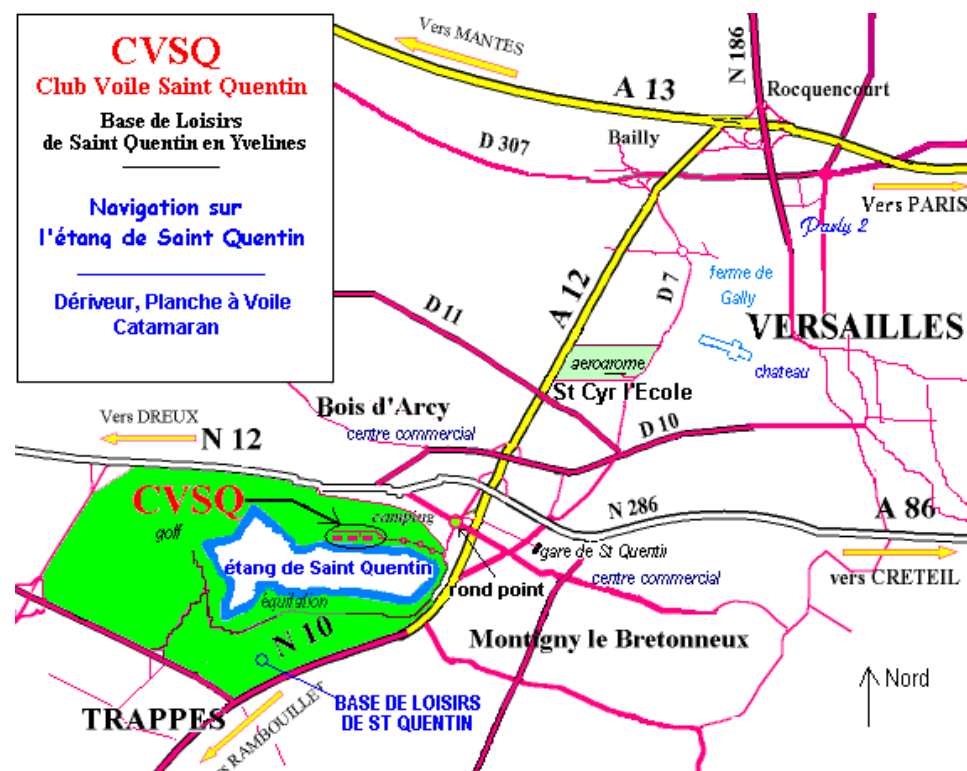 CVSQ
Club Voile Saint Quentin
Base de Loisirs
de Saint Quentin en Yvelines
Navigation sur
l'étang de Saint Quentin
Dériveur, Planche à Voile
Catamaran
Vers MANTES
A 13
N 186
Rocquencourt
D 307
Bailly
Vers PARIS
Parly 2
A 12
D 7
ferme de
Gally
D 11
VERSAILLES
aerodrome
chateau
St Cyr l'Ecole
Bois d'Arcy
Vers DREUX
N 12
centre commercial
D 10
CVSQ
camping
N 286
A 86
golf
gare de St Quentin
étang de Saint Quentin
centre commercial
vers CRETEIL
rond point
équitation
N 10
Montigny le Bretonneux
Nord
BASE DE LOISIRS
DE ST QUENTIN
TRAPPES
RAMBOUILLET